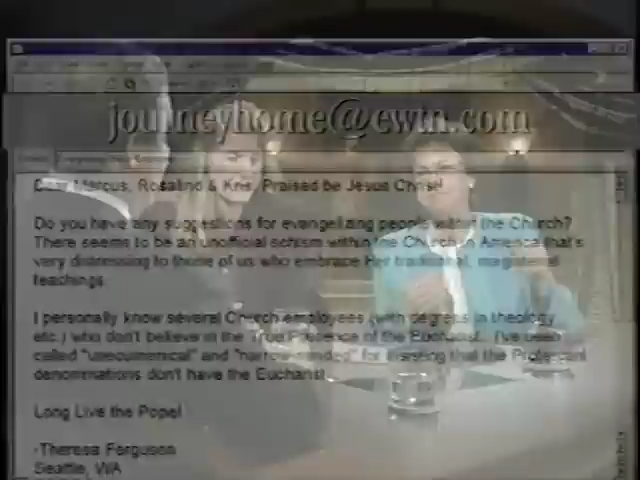 journeyhome@ewtn.com
Dear Marcus, Rosalind & Kris, Praised be Jesus Christ!
Do you have any suggestions for evangelizing people within the Church?
There seems to be an unofficial schism within the Church in America that's
very distressing to those of us who embrace Her traditional, magisterial
teachings.
I personally know several Church employees (with degrees in theology
etc.) who don't believe in the True Presence of the Eucharist. I've been
called "unecumenical" and "narrow-minded" for insisting that the Protestant
denominations don't have the Eucharist.
Long Live the Pope!
-Theresa Ferguson
Seattle, WA